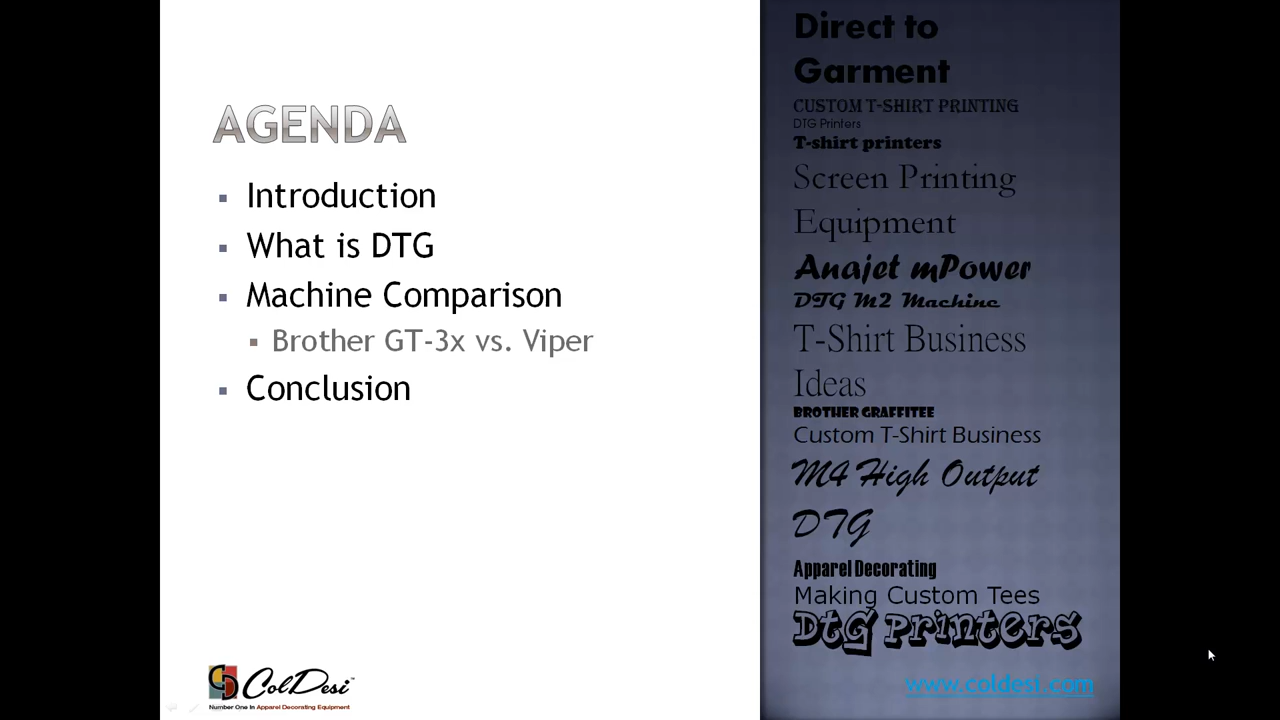 AGENDA
Introduction
What is DTG
Machine Comparison
Brother GT-3x vs. Viper
Conclusion
ColDesi™
Number One In Apparel Decorating Equipment
Direct to
Garment
CUSTOM T-SHIRT PRINTING
DTG Printers
T-shirt printers
Screen Printing
Equipment
Anajet mPower
DTG M2 Machine
T-Shirt Business
Ideas
BROTHER GRAFFITEE
Custom T-Shirt Business
M4 High Output
DTG
Apparel Decorating
Making Custom Tees
DtG Printers
www.coldesi.com